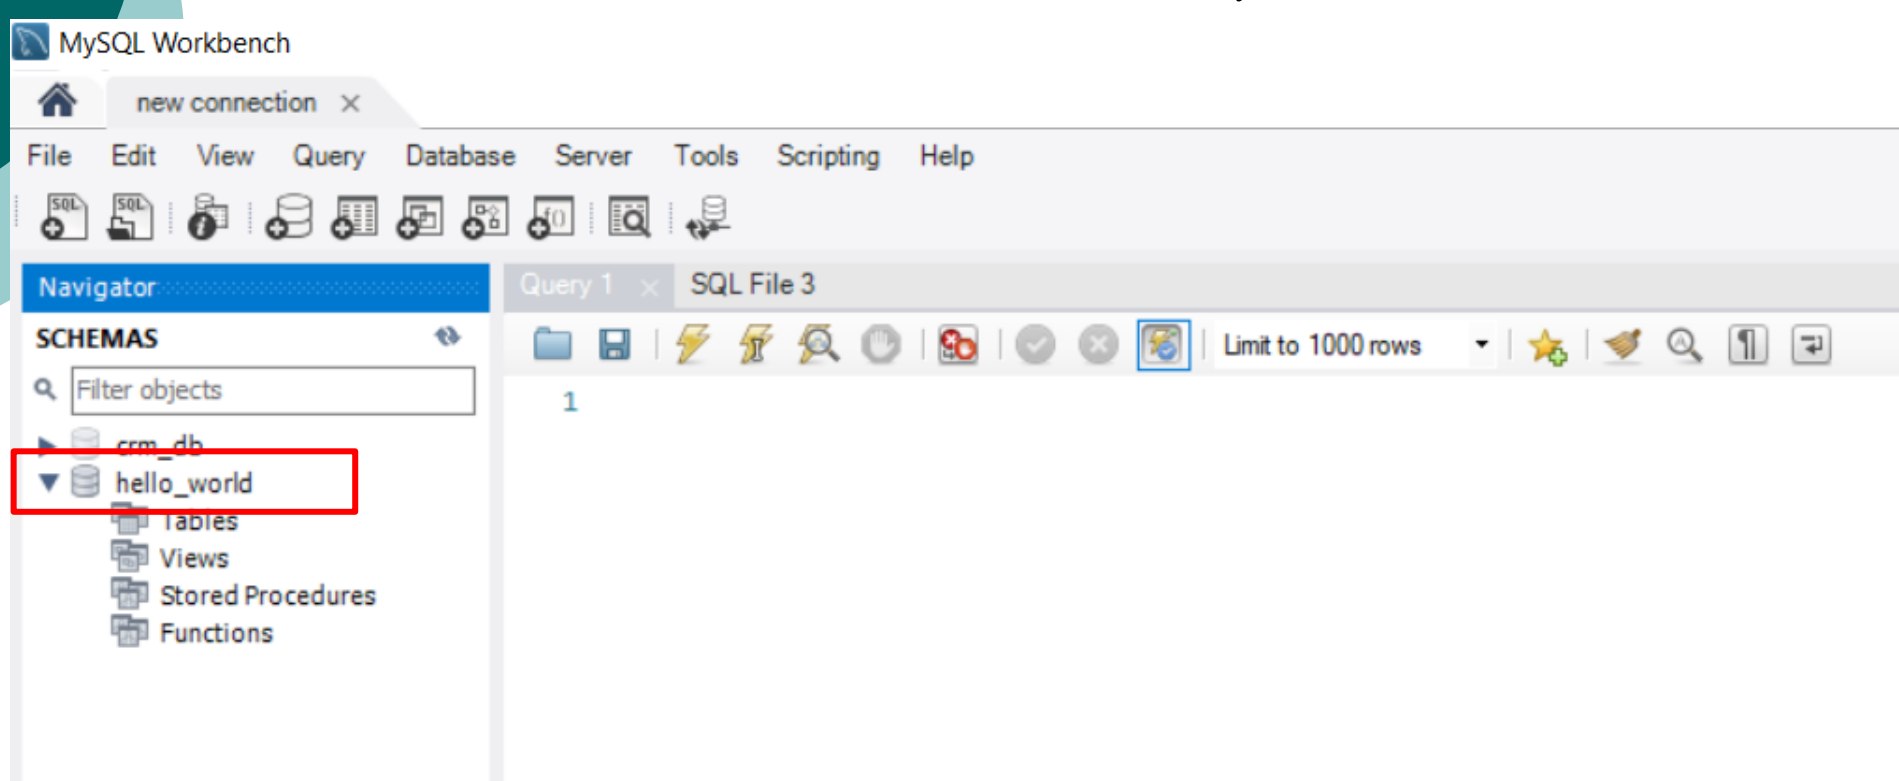 MySQL Workbench
new connection
File Edit View Query Database Server Tools Scripting Help
SQL SQL
Navigator
Query 1 SQL File 3
SCHEMAS
Limit to 1000 rows
Filter objects
1
crm_db
hello_world
Tables
Views
Stored Procedures
Functions